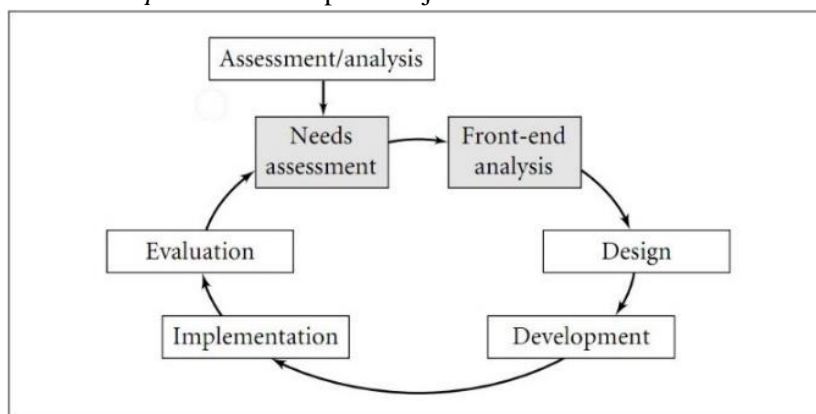 Assessment/analysis
Needs
assessment
Front-end
analysis
Evaluation
Design
Implementation
Development